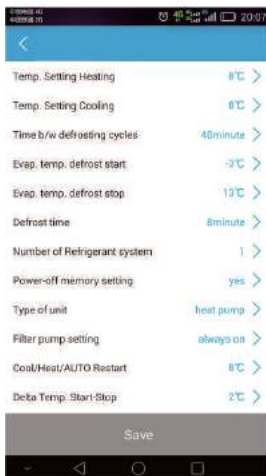 20:07
Temp. Setting Heating 8℃
Temp. Setting Cooling 8℃
Time b/w defrosting cycles 40minute
Evap. temp. defrost start -3℃
Evap. temp. defrost stop 13℃
Defrost time 8minute
Number of Refrigerant system 1
Power-off memory setting yes
Type of unit heat pump
Filter pump setting always on
Cool/Heat/AUTO Restart 8℃
Delta Temp. Start-Stop 2℃
Save